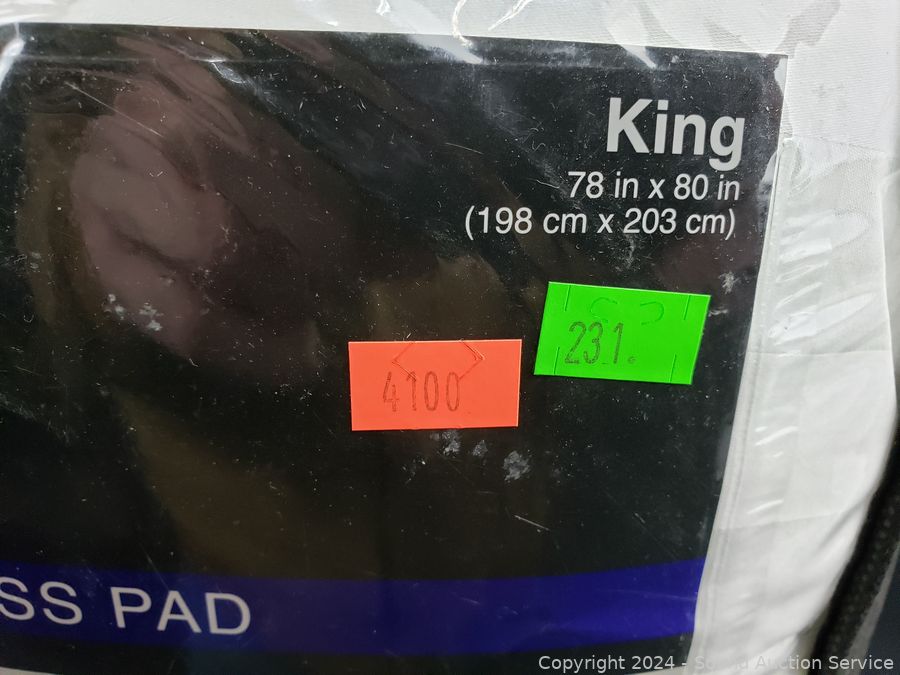 King
78 in x 80 in
(198 cm x 203 cm)
231.
4100
SS PAD
Copyright 2024 - Sound Auction Service